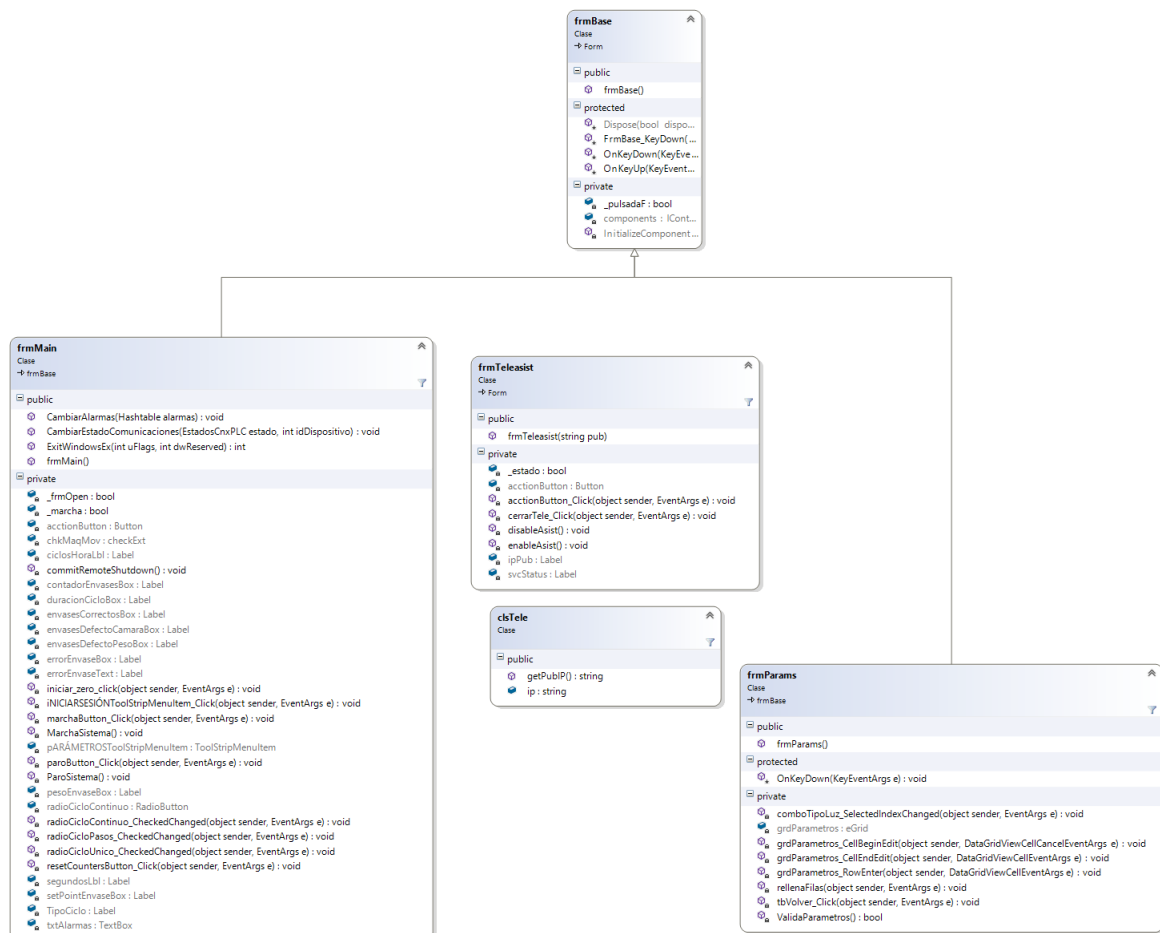 frmBase
Clase
Form
public
frmBase()
protected
Dispose(bool dispo...
FrmBase_KeyDown(...
OnKeyDown(KeyEve...
OnKeyUp(KeyEvent...
private
_pulsadaF : bool
components : ICont...
InitializeComponent...
frmMain
Clase
frmBase
public
CambiarAlarmas(Hashtable alarmas) : void
CambiarEstadoComunicaciones(EstadosCnxPLC estado, int idDispositivo) : void
ExitWindowsEx(int uFlags, int dwReserved) : int
frmMain()
private
_frmOpen : bool
_marcha : bool
acctionButton : Button
chkMaqMov : checkExt
ciclosHoraLbl : Label
commitRemoteShutdown() : void
contadorEnvasesBox : Label
duracionCicloBox : Label
envasesCorrectosBox : Label
envasesDefectoCamaraBox : Label
envasesDefectoPesoBox : Label
errorEnvaseBox : Label
errorEnvaseText : Label
iniciar_zero_click(object sender, EventArgs e) : void
iNICIARSESIÓNToolStripMenuItem_Click(object sender, EventArgs e) : void
marchaButton_Click(object sender, EventArgs e) : void
MarchaSistema() : void
pARÁMETROSToolStripMenuItem : ToolStripMenuItem
paroButton_Click(object sender, EventArgs e) : void
ParoSistema() : void
pesoEnvaseBox : Label
radioCicloContinuo : RadioButton
radioCicloContinuo_CheckedChanged(object sender, EventArgs e) : void
radioCicloPasos_CheckedChanged(object sender, EventArgs e) : void
radioCicloUnico_CheckedChanged(object sender, EventArgs e) : void
resetCountersButton_Click(object sender, EventArgs e) : void
segundosLbl : Label
setPointEnvaseBox : Label
TipoCiclo : Label
txtAlarmas : TextBox
frmTeleasist
Clase
Form
public
frmTeleasist(string pub)
private
_estado : bool
acctionButton : Button
acctionButton_Click(object sender, EventArgs e) : void
cerrarTele_Click(object sender, EventArgs e) : void
disableAsist() : void
enableAsist() : void
ipPub : Label
svcStatus : Label
clsTele
Clase
public
getPubIP() : string
ip : string
frmParams
Clase
frmBase
public
frmParams()
protected
OnKeyDown(KeyEventArgs e) : void
private
comboTipoLuz_SelectedIndexChanged(object sender, EventArgs e) : void
grdParametros : eGrid
grdParametros_CellBeginEdit(object sender, DataGridViewCellCancelEventArgs e) : void
grdParametros_CellEndEdit(object sender, DataGridViewCellEventArgs e) : void
grdParametros_RowEnter(object sender, DataGridViewCellEventArgs e) : void
rellenaFilas(object sender, EventArgs e) : void
tbVolver_Click(object sender, EventArgs e) : void
ValidaParametros() : bool